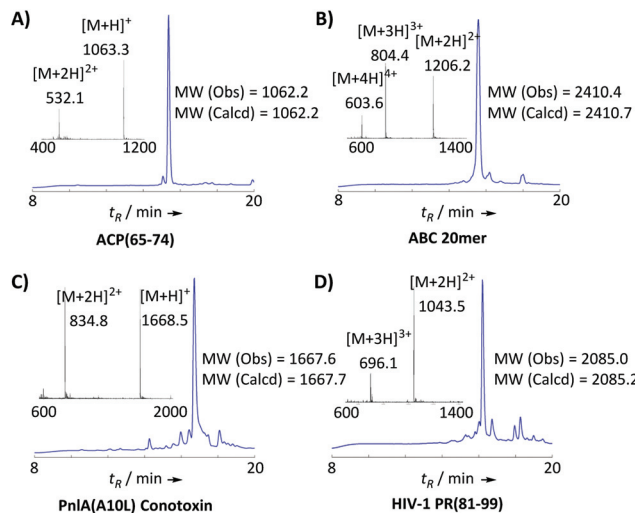 A)
[M+H]+
1063.3
[M+2H]2+
532.1
MW (Obs) = 1062.2
MW (Calcd) = 1062.2
400
1200
8
20
tR / min →
ACP(65-74)
B)
[M+3H]3+
804.4
[M+2H]2+
1206.2
[M+4H]4+
603.6
MW (Obs) = 2410.4
MW (Calcd) = 2410.7
600
1400
8
20
tR / min →
ABC 20mer
C)
[M+2H]2+
834.8
[M+H]+
1668.5
MW (Obs) = 1667.6
MW (Calcd) = 1667.7
600
2000
8
20
tR / min →
PnlA(A10L) Conotoxin
D)
[M+2H]2+
1043.5
[M+3H]3+
696.1
MW (Obs) = 2085.0
MW (Calcd) = 2085.2
600
1400
8
20
tR / min →
HIV-1 PR(81-99)